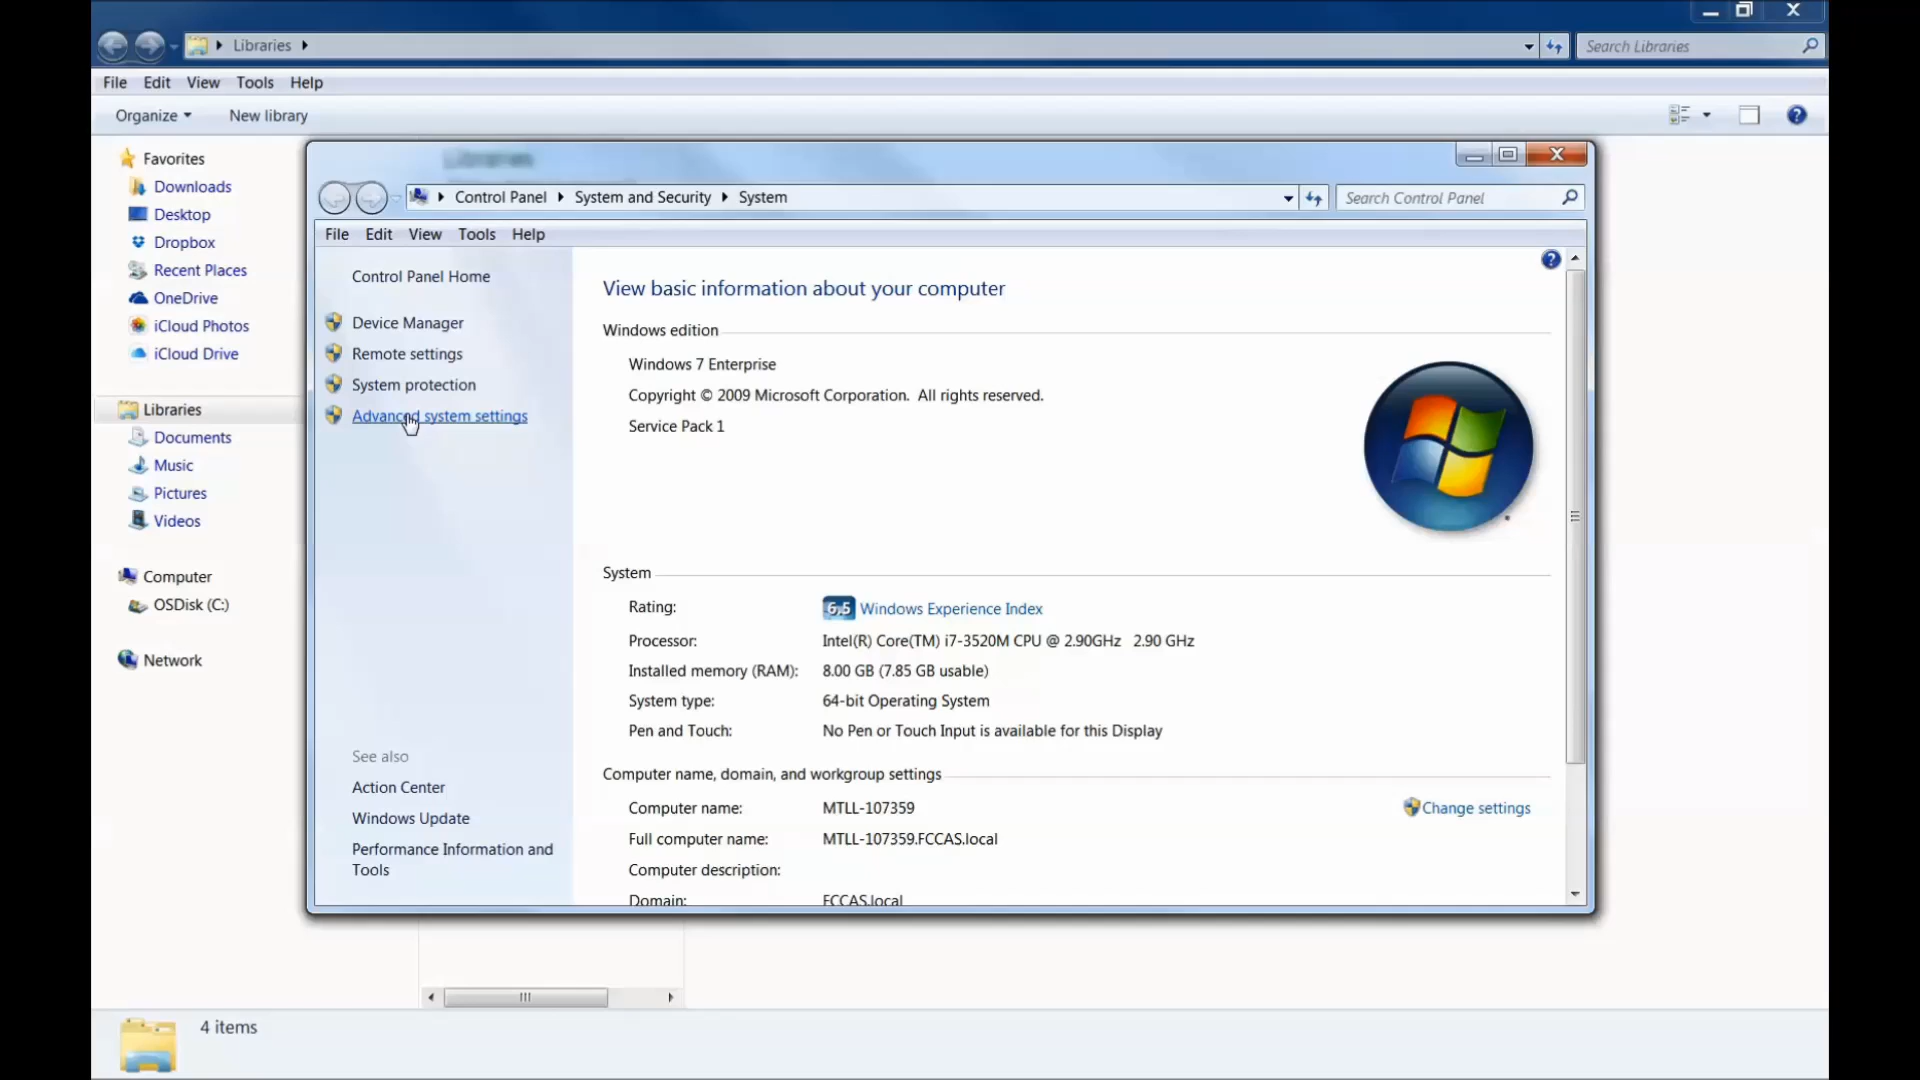 Libraries
Search Libraries
File Edit View Tools Help
Organize New library
Favorites
Downloads
Desktop
Dropbox
Recent Places
OneDrive
iCloud Photos
iCloud Drive
Libraries
Documents
Music
Pictures
Videos
Computer
OSDisk (C:)
Network
4 items
Libraries
Control Panel System and Security System
Search Control Panel
File Edit View Tools Help
Control Panel Home
Device Manager
Remote settings
System protection
Advanced system settings
See also
Action Center
Windows Update
Performance Information and
Tools
View basic information about your computer
Windows edition
Windows 7 Enterprise
Copyright © 2009 Microsoft Corporation. All rights reserved.
Service Pack 1
System
Rating: 6,5 Windows Experience Index
Processor: Intel(R) Core(TM) i7-3520M CPU @ 2.90GHz 2.90 GHz
Installed memory (RAM): 8.00 GB (7.85 GB usable)
System type: 64-bit Operating System
Pen and Touch: No Pen or Touch Input is available for this Display
Computer name, domain, and workgroup settings
Computer name: MTLL-107359
Change settings
Full computer name: MTLL-107359.FCCAS.local
Computer description:
Domain: FCCAS.local